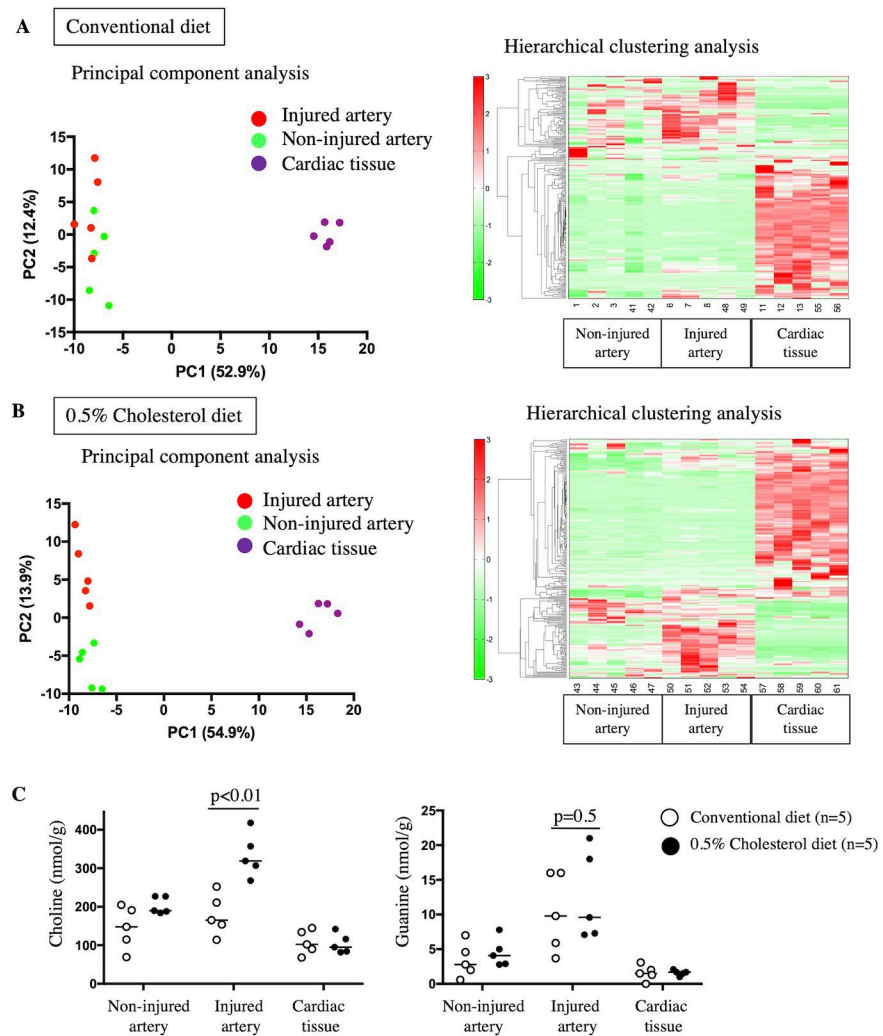 A
Conventional diet
Principal component analysis
Injured artery
Non-injured artery
Cardiac tissue
15
10
5
0
-5
-10
-15
PC2 (12.4%)
-10
-5
0
5
10
15
20
PC1 (52.9%)
Hierarchical clustering analysis
3
2
1
0
-1
-2
-3
1
2
3
41
42
6
7
8
48
49
11
12
13
55
56
Non-injured
artery
Injured
artery
Cardiac
tissue
B
0.5% Cholesterol diet
Principal component analysis
Injured artery
Non-injured artery
Cardiac tissue
15
10
5
0
-5
-10
PC2 (13.9%)
-10
-5
0
5
10
15
20
PC1 (54.9%)
Hierarchical clustering analysis
3
2
1
0
-1
-2
-3
43
44
45
46
47
50
51
52
53
54
57
58
59
60
61
Non-injured
artery
Injured
artery
Cardiac
tissue
C
p<0.01
Choline (nmol/g)
400
300
200
100
0
Non-injured
artery
Injured
artery
Cardiac
tissue
p=0.5
Guanine (nmol/g)
25
20
15
10
5
0
Non-injured
artery
Injured
artery
Cardiac
tissue
Conventional diet (n=5)
0.5% Cholesterol diet (n=5)